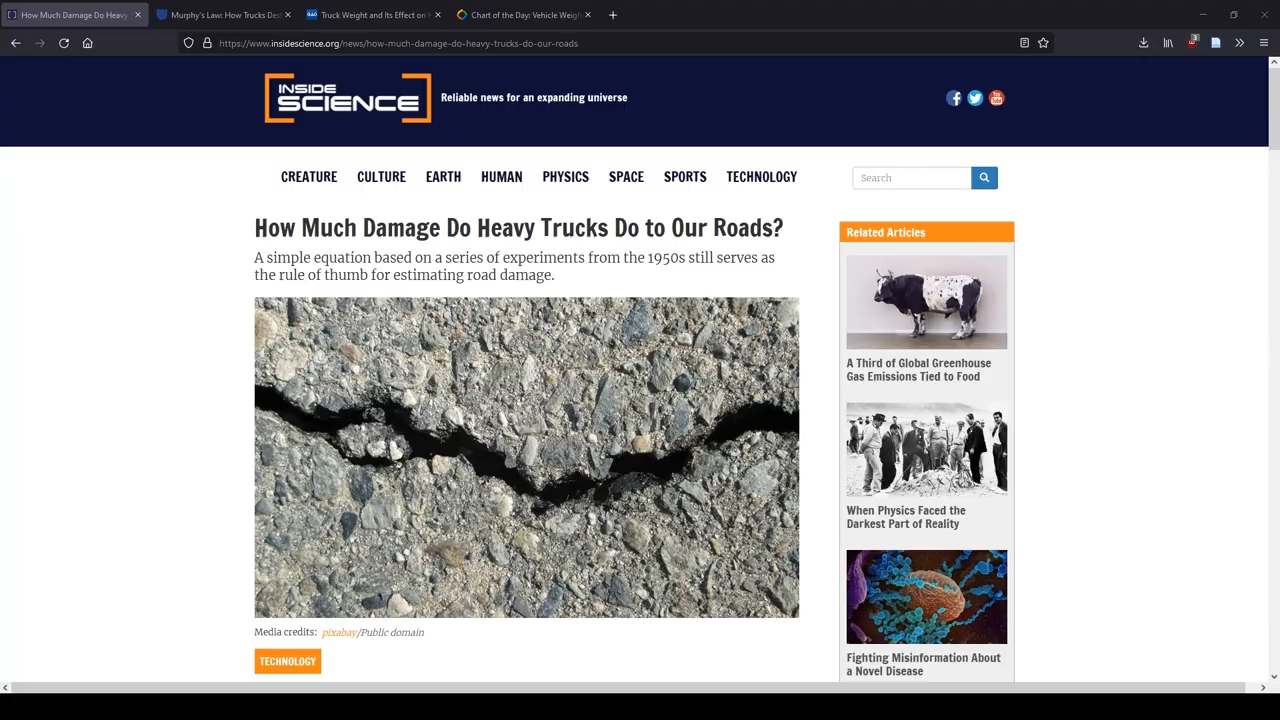 How Much Damage Do Heavy
Murphy's Law: How Trucks Des
GAO
Truck Weight and Its Effect on H
Chart of the Day: Vehicle Weigh
https://www.insidescience.org/news/how-much-damage-do-heavy-trucks-do-our-roads
3
INSIDE
SCIENCE
Reliable news for an expanding universe
CREATURE CULTURE EARTH HUMAN PHYSICS SPACE SPORTS TECHNOLOGY
Search
How Much Damage Do Heavy Trucks Do to Our Roads?
A simple equation based on a series of experiments from the 1950s still serves as
the rule of thumb for estimating road damage.
Media credits: pixabay/Public domain
TECHNOLOGY
Related Articles
A Third of Global Greenhouse
Gas Emissions Tied to Food
When Physics Faced the
Darkest Part of Reality
Fighting Misinformation About
a Novel Disease